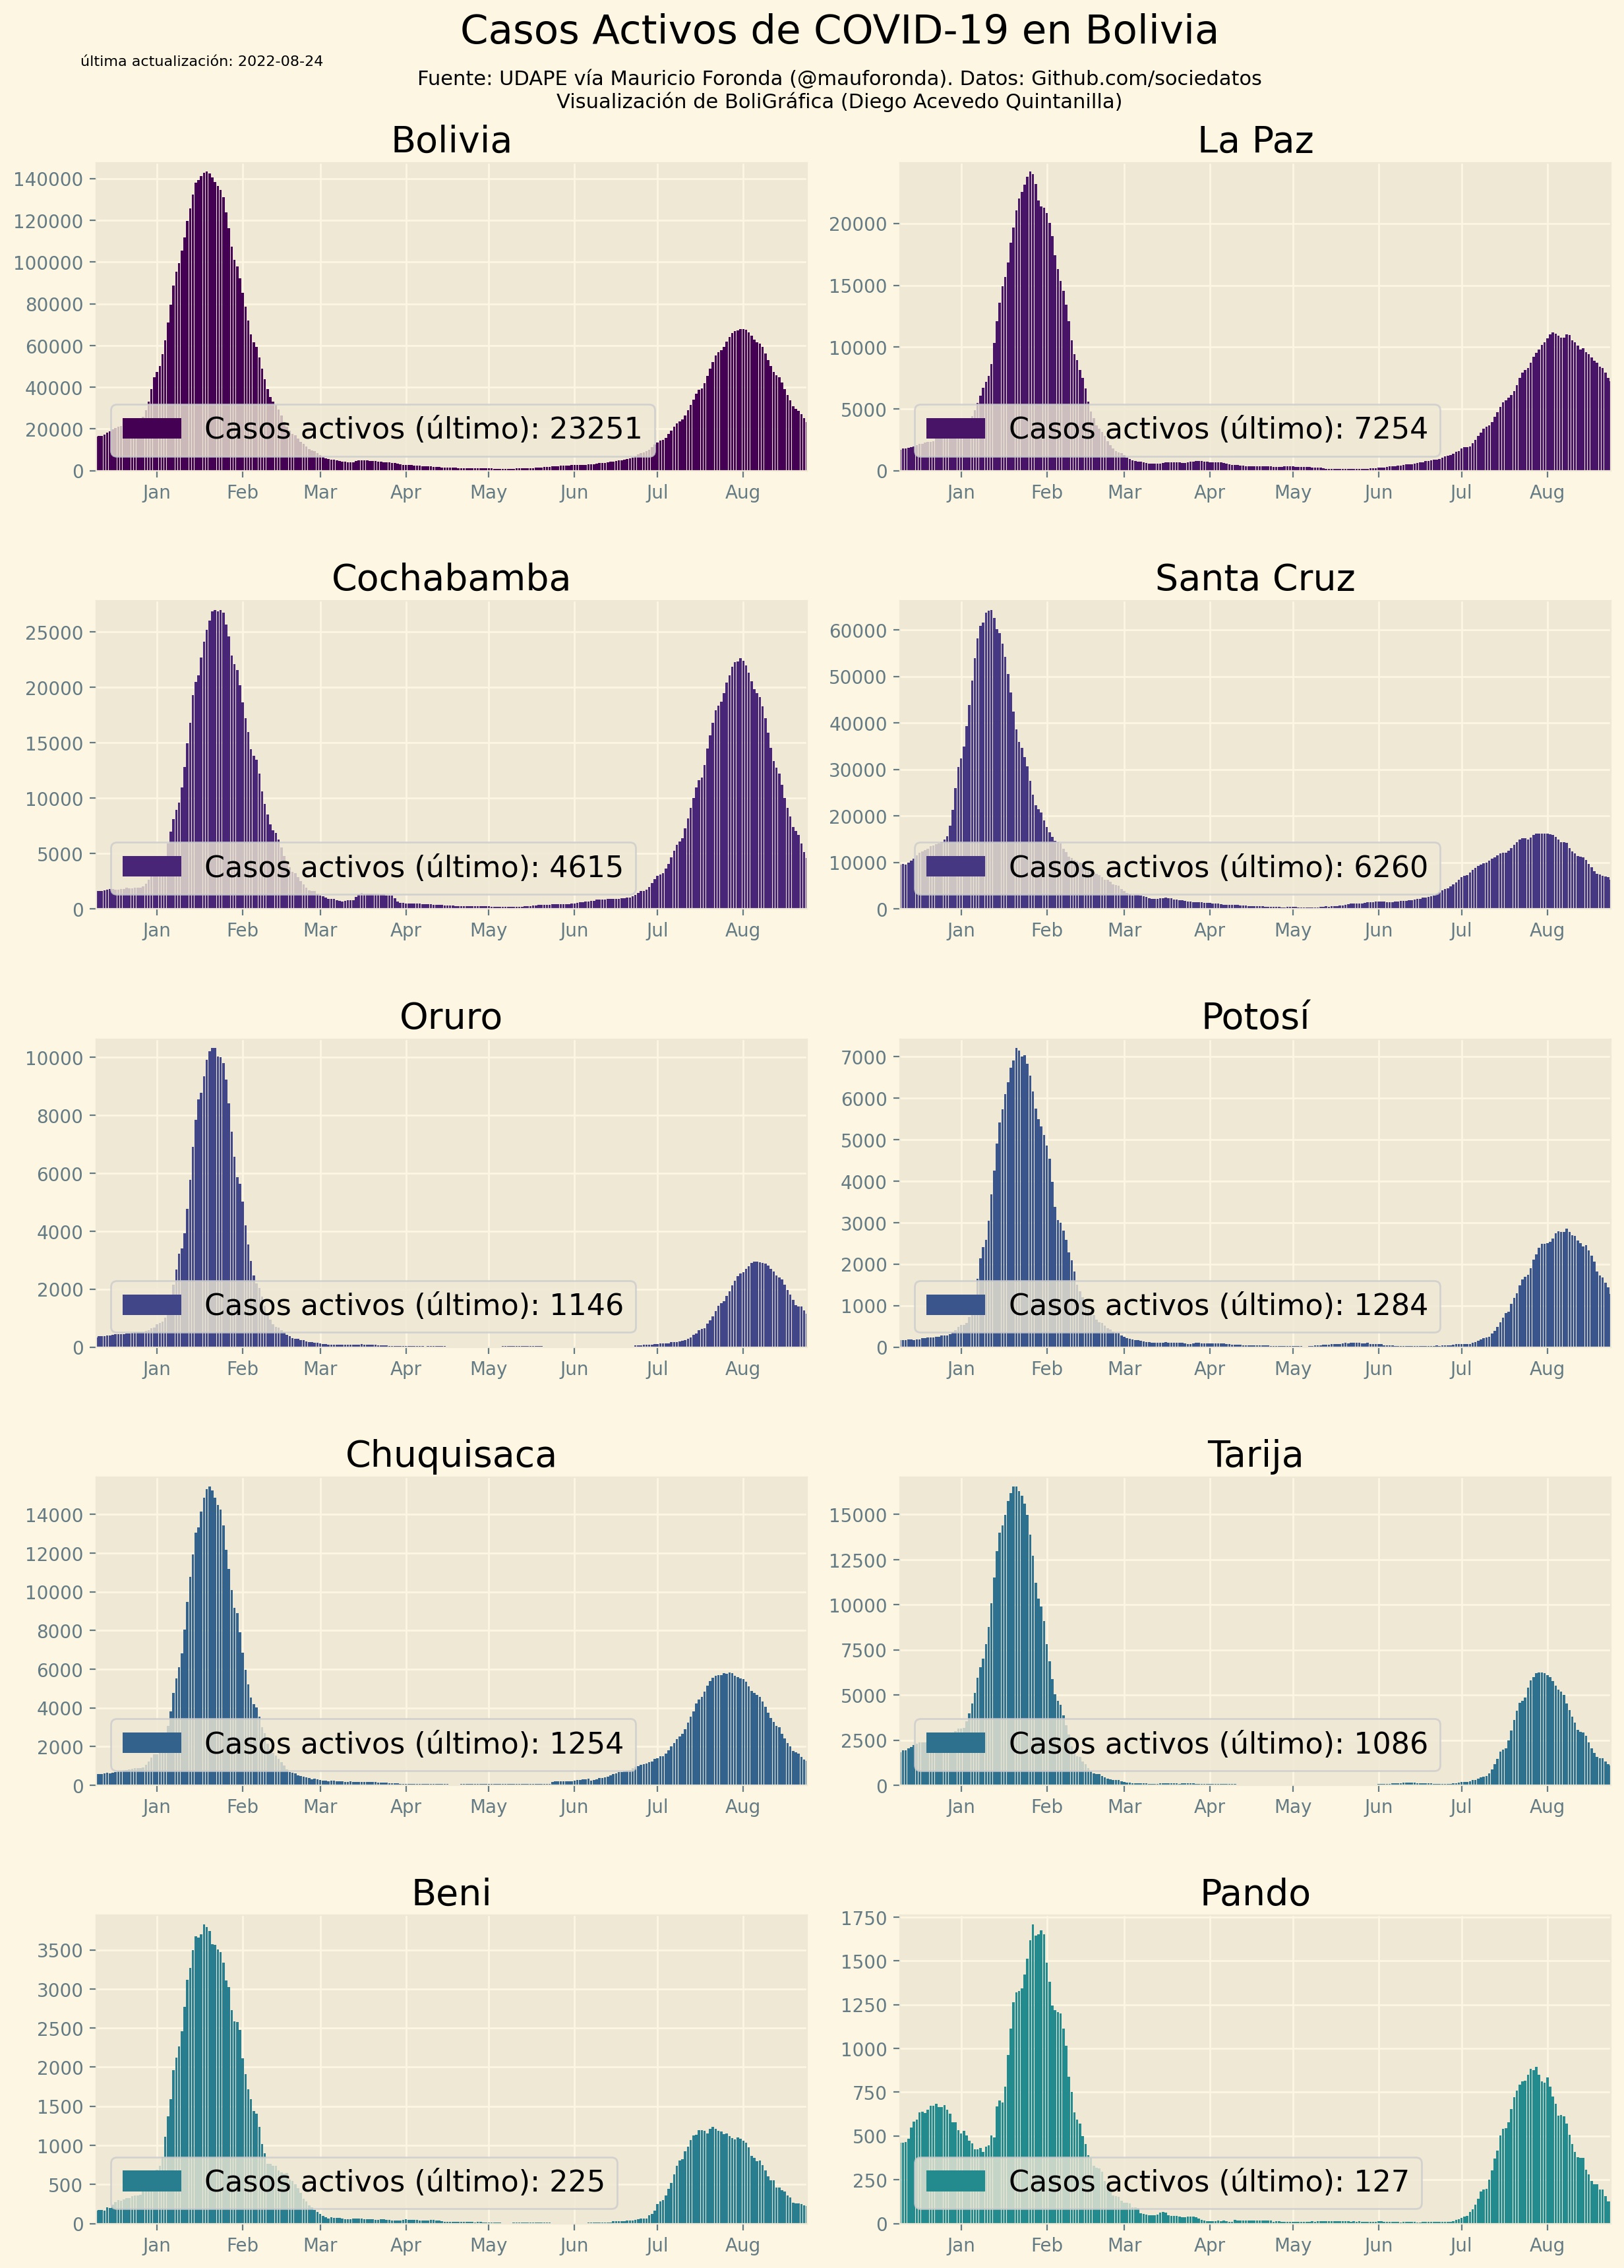 Casos Activos de COVID-19 en Bolivia
última actualización: 2022-08-24
Fuente: UDAPE vía Mauricio Foronda (@mauforonda). Datos: Github.com/sociedatos
Visualización de BoliGráfica (Diego Acevedo Quintanilla)
Bolivia
140000
120000
100000
80000
60000
40000
20000
0
Casos activos (último): 23251
Jan Feb Mar Apr May Jun Jul Aug
La Paz
20000
15000
10000
5000
0
Casos activos (último): 7254
Jan Feb Mar Apr May Jun Jul Aug
Cochabamba
25000
20000
15000
10000
5000
0
Casos activos (último): 4615
Jan Feb Mar Apr May Jun Jul Aug
Santa Cruz
60000
50000
40000
30000
20000
10000
0
Casos activos (último): 6260
Jan Feb Mar Apr May Jun Jul Aug
Oruro
10000
8000
6000
4000
2000
0
Casos activos (último): 1146
Jan Feb Mar Apr May Jun Jul Aug
Potosí
7000
6000
5000
4000
3000
2000
1000
0
Casos activos (último): 1284
Jan Feb Mar Apr May Jun Jul Aug
Chuquisaca
14000
12000
10000
8000
6000
4000
2000
0
Casos activos (último): 1254
Jan Feb Mar Apr May Jun Jul Aug
Tarija
15000
12500
10000
7500
5000
2500
0
Casos activos (último): 1086
Jan Feb Mar Apr May Jun Jul Aug
Beni
3500
3000
2500
2000
1500
1000
500
0
Casos activos (último): 225
Jan Feb Mar Apr May Jun Jul Aug
Pando
1750
1500
1250
1000
750
500
250
0
Casos activos (último): 127
Jan Feb Mar Apr May Jun Jul Aug